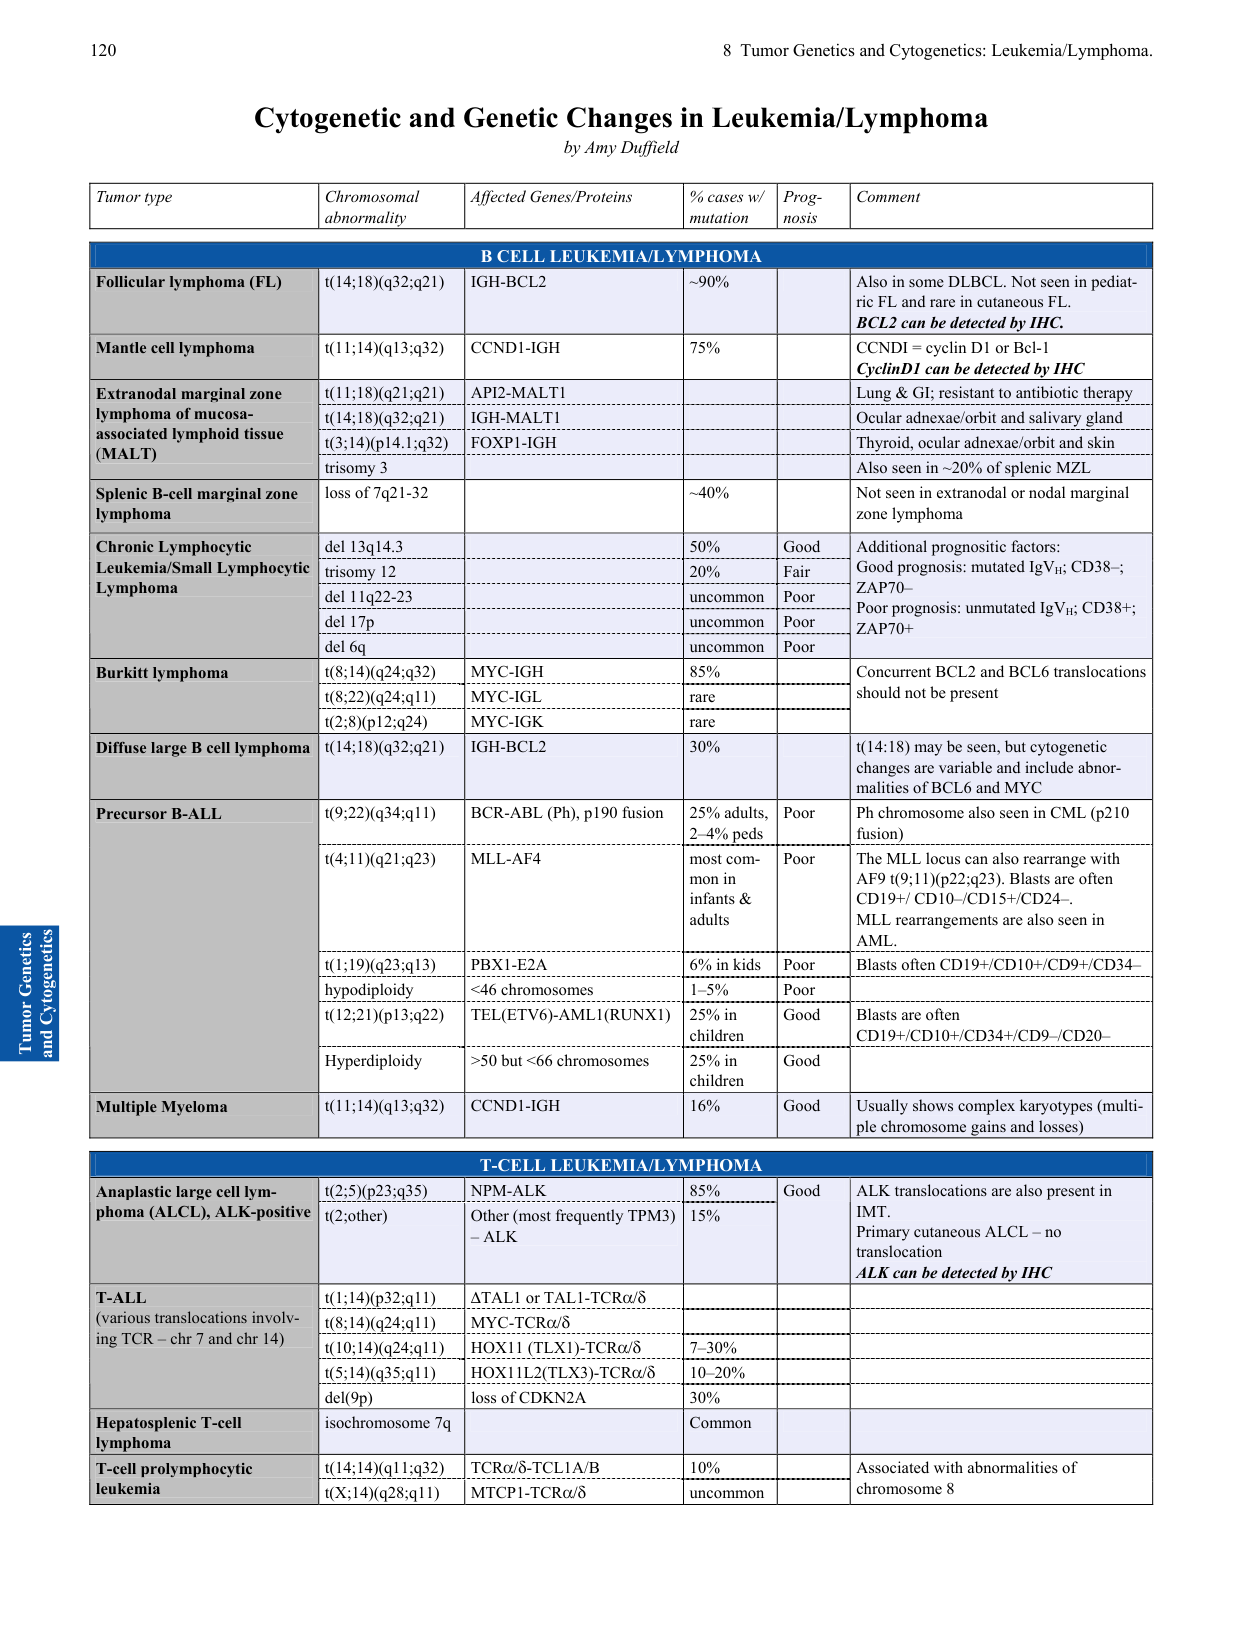 120
8 Tumor Genetics and Cytogenetics: Leukemia/Lymphoma.
Cytogenetic and Genetic Changes in Leukemia/Lymphoma
by Amy Duffield
Tumor type
Chromosomal
abnormality
Affected Genes/Proteins
% cases w/
mutation
Prog-
nosis
Comment
B CELL LEUKEMIA/LYMPHOMA
Follicular lymphoma (FL)
t(14;18)(q32;q21)
IGH-BCL2
~90%
Also in some DLBCL. Not seen in pediat-
ric FL and rare in cutaneous FL.
BCL2 can be detected by IHC.
Mantle cell lymphoma
t(11;14)(q13;q32)
CCND1-IGH
75%
CCNDI = cyclin D1 or Bcl-1
CyclinD1 can be detected by IHC
Extranodal marginal zone
lymphoma of mucosa-
associated lymphoid tissue
(MALT)
t(11;18)(q21;q21)
API2-MALT1
Lung & GI; resistant to antibiotic therapy
t(14;18)(q32;q21)
IGH-MALT1
Ocular adnexae/orbit and salivary gland
t(3;14)(p14.1;q32)
FOXP1-IGH
Thyroid, ocular adnexae/orbit and skin
trisomy 3
Also seen in ~20% of splenic MZL
Splenic B-cell marginal zone
lymphoma
loss of 7q21-32
~40%
Not seen in extranodal or nodal marginal
zone lymphoma
Chronic Lymphocytic
Leukemia/Small Lymphocytic
Lymphoma
del 13q14.3
50%
Good
trisomy 12
20%
Fair
del 11q22-23
uncommon
Poor
del 17p
uncommon
Poor
del 6q
uncommon
Poor
Additional prognositic factors:
Good prognosis: mutated IgVH; CD38–;
ZAP70–
Poor prognosis: unmutated IgVH; CD38+;
ZAP70+
Burkitt lymphoma
t(8;14)(q24;q32)
MYC-IGH
85%
t(8;22)(q24;q11)
MYC-IGL
rare
t(2;8)(p12;q24)
MYC-IGK
rare
Concurrent BCL2 and BCL6 translocations
should not be present
Diffuse large B cell lymphoma
t(14;18)(q32;q21)
IGH-BCL2
30%
t(14:18) may be seen, but cytogenetic
changes are variable and include abnor-
malities of BCL6 and MYC
Precursor B-ALL
t(9;22)(q34;q11)
BCR-ABL (Ph), p190 fusion
25% adults,
2–4% peds
Poor
Ph chromosome also seen in CML (p210
fusion)
t(4;11)(q21;q23)
MLL-AF4
most com-
mon in
infants &
adults
Poor
The MLL locus can also rearrange with
AF9 t(9;11)(p22;q23). Blasts are often
CD19+/ CD10–/CD15+/CD24–.
MLL rearrangements are also seen in
AML.
t(1;19)(q23;q13)
PBX1-E2A
6% in kids
Poor
Blasts often CD19+/CD10+/CD9+/CD34–
hypodiploidy
<46 chromosomes
1–5%
Poor
t(12;21)(p13;q22)
TEL(ETV6)-AML1(RUNX1)
25% in
children
Good
Blasts are often
CD19+/CD10+/CD34+/CD9–/CD20–
Hyperdiploidy
>50 but <66 chromosomes
25% in
children
Good
Multiple Myeloma
t(11;14)(q13;q32)
CCND1-IGH
16%
Good
Usually shows complex karyotypes (multi-
ple chromosome gains and losses)
T-CELL LEUKEMIA/LYMPHOMA
Anaplastic large cell lym-
phoma (ALCL), ALK-positive
t(2;5)(p23;q35)
NPM-ALK
85%
Good
t(2;other)
Other (most frequently TPM3)
– ALK
15%
ALK translocations are also present in
IMT.
Primary cutaneous ALCL – no
translocation
ALK can be detected by IHC
T-ALL
(various translocations involv-
ing TCR – chr 7 and chr 14)
t(1;14)(p32;q11)
ΔTAL1 or TAL1-TCRα/δ
t(8;14)(q24;q11)
MYC-TCRα/δ
t(10;14)(q24;q11)
HOX11 (TLX1)-TCRα/δ
7–30%
t(5;14)(q35;q11)
HOX11L2(TLX3)-TCRα/δ
10–20%
del(9p)
loss of CDKN2A
30%
Hepatosplenic T-cell
lymphoma
isochromosome 7q
Common
T-cell prolymphocytic
leukemia
t(14;14)(q11;q32)
TCRα/δ-TCL1A/B
10%
t(X;14)(q28;q11)
MTCP1-TCRα/δ
uncommon
Associated with abnormalities of
chromosome 8
Tumor Genetics
and Cytogenetics